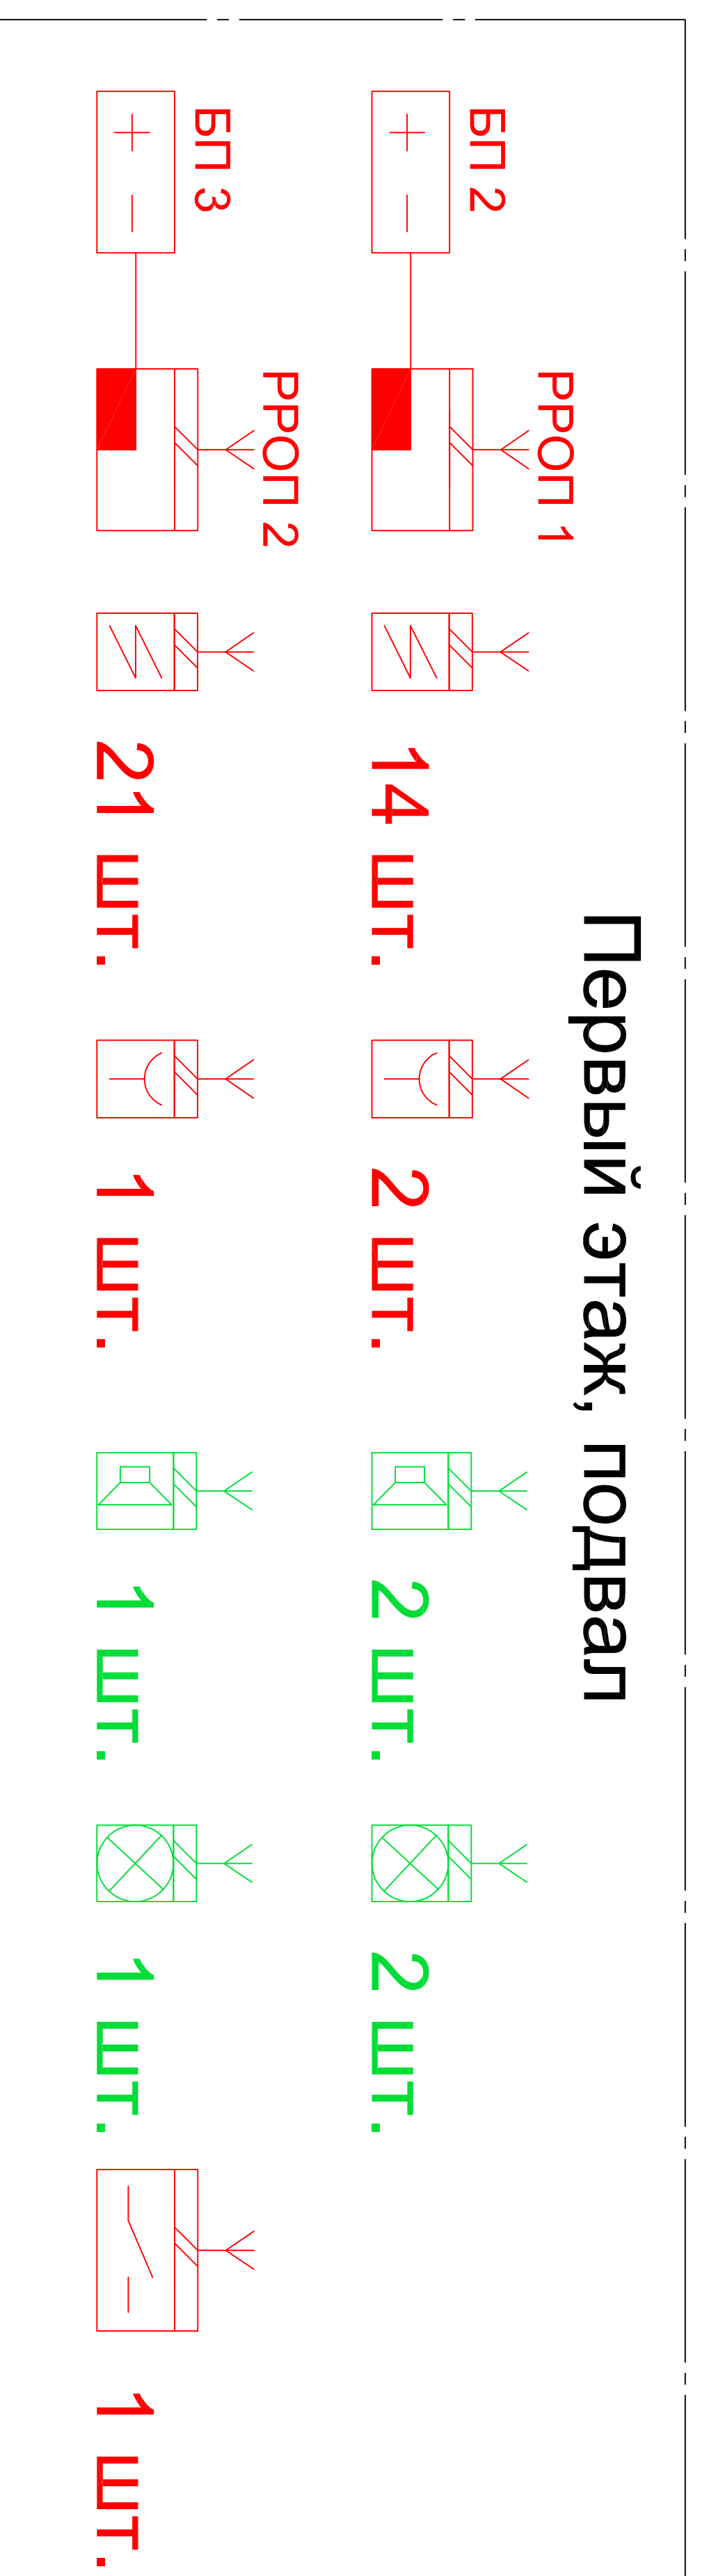 Первый этаж, подвал
БП 2
РРОП 1
14 шт.
2 шт.
2 шт.
2 шт.
БП 3
РРОП 2
21 шт.
1 шт.
1 шт.
1 шт.
1 шт.